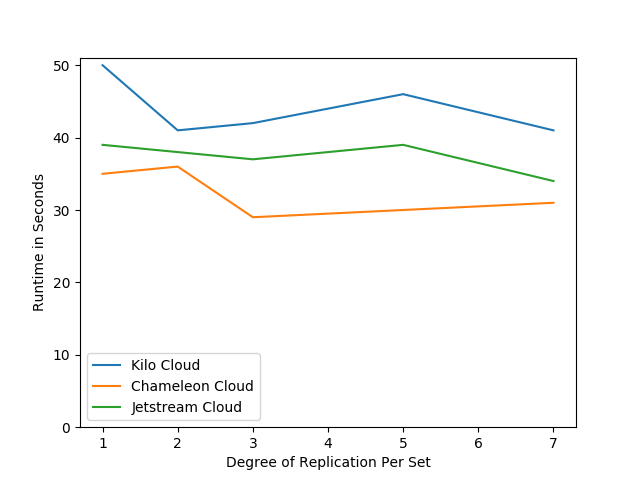 50
40
30
20
10
0
Runtime in Seconds
Kilo Cloud
Chameleon Cloud
Jetstream Cloud
1 2 3 4 5 6 7
Degree of Replication Per Set